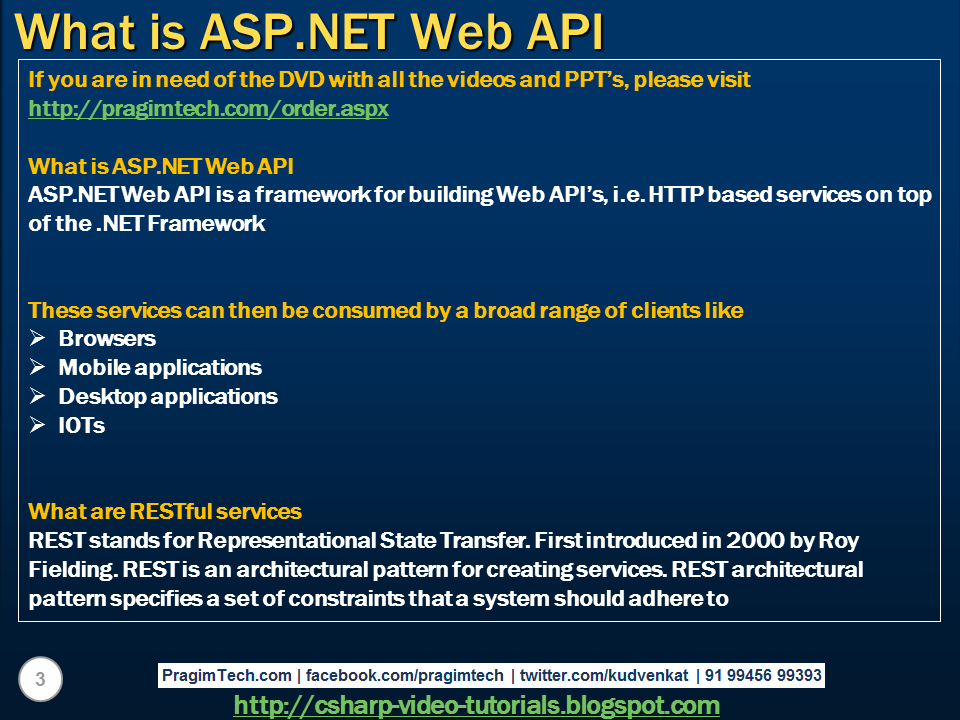 What is ASP.NET Web API
If you are in need of the DVD with all the videos and PPT's, please visit
http://pragimtech.com/order.aspx
What is ASP.NET Web API
ASP.NET Web API is a framework for building Web API's, i.e. HTTP based services on top
of the .NET Framework
These services can then be consumed by a broad range of clients like
➢ Browsers
➢ Mobile applications
➢ Desktop applications
➢ IOTs
What are RESTful services
REST stands for Representational State Transfer. First introduced in 2000 by Roy
Fielding. REST is an architectural pattern for creating services. REST architectural
pattern specifies a set of constraints that a system should adhere to
3
PragimTech.com | facebook.com/pragimtech | twitter.com/kudvenkat | 91 99456 99393
http://csharp-video-tutorials.blogspot.com